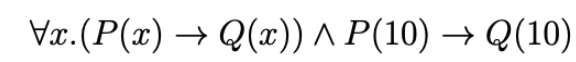 ∀x.(P(x) → Q(x)) ∧ P(10) → Q(10)